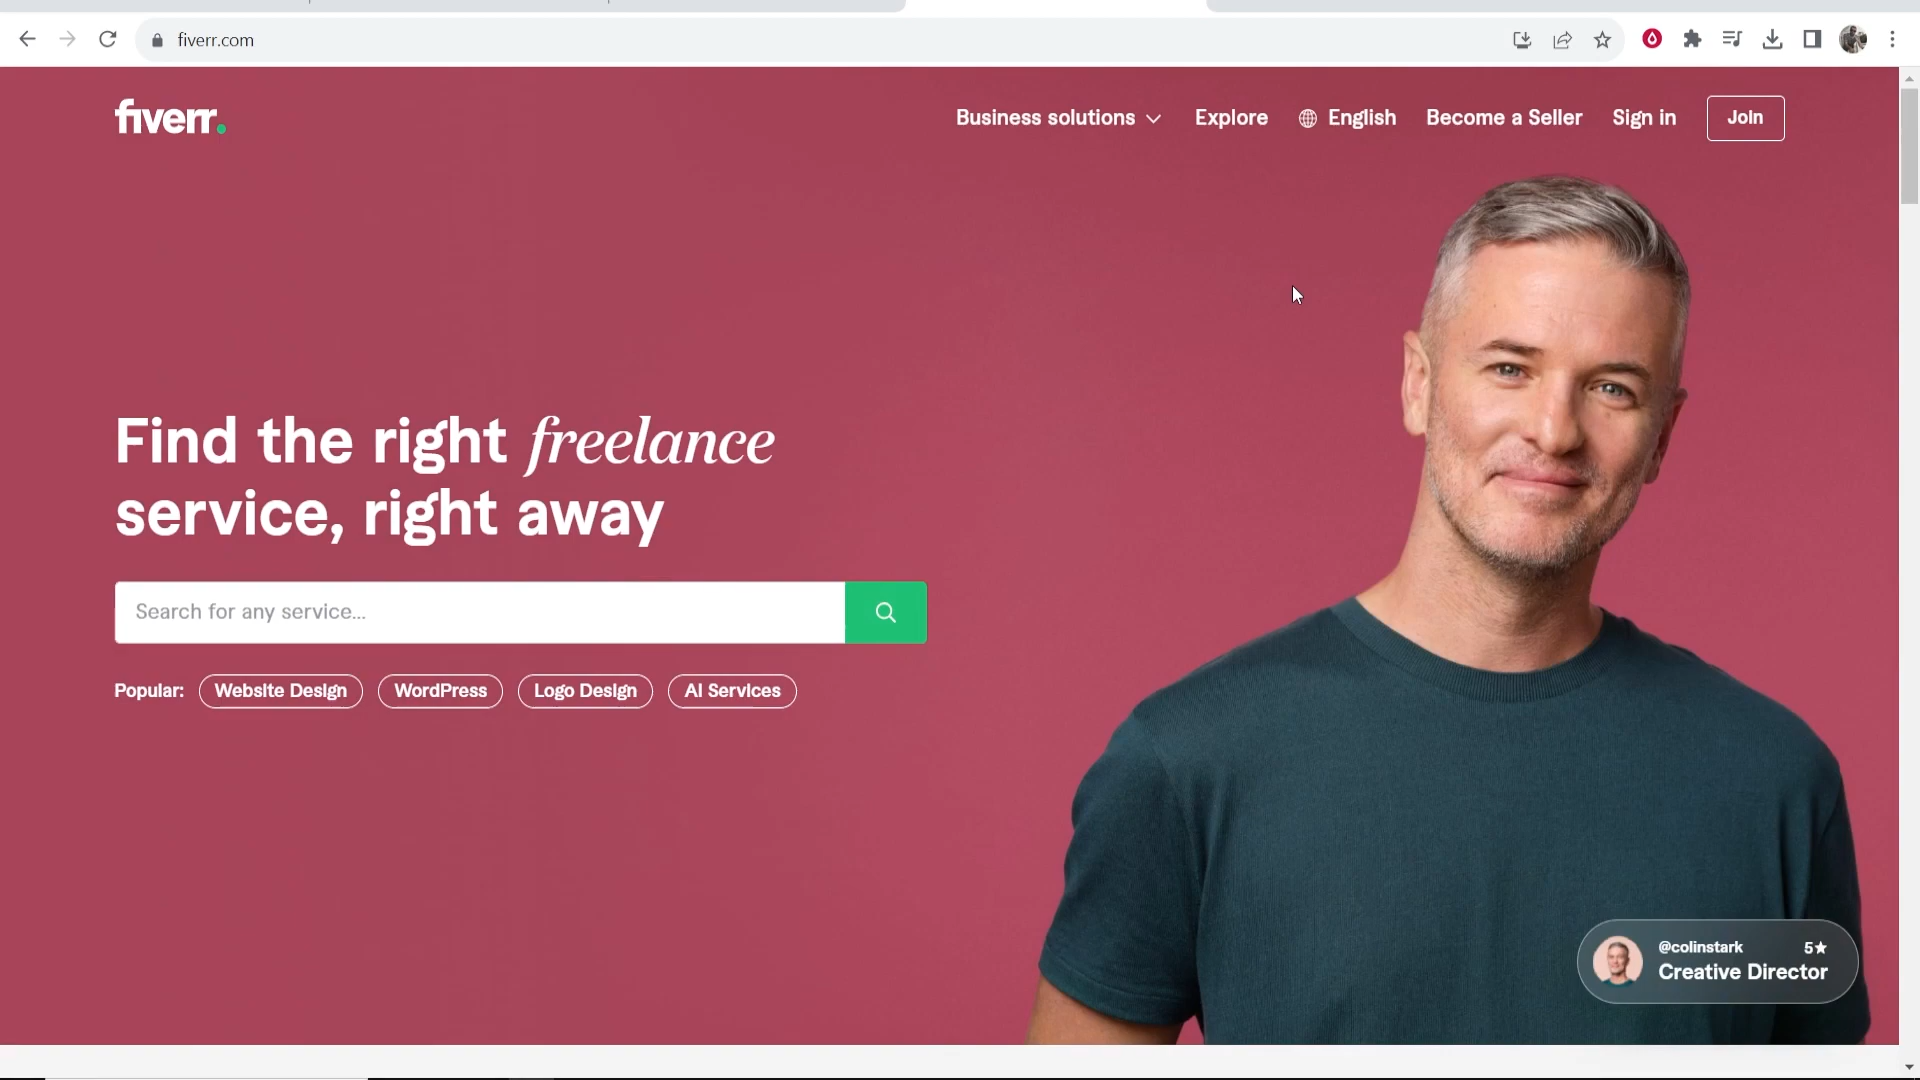 fiverr.com
fiverr.
Business solutions
Explore
English
Become a Seller
Sign in
Join
Find the right freelance
service, right away
Search for any service...
Popular:
Website Design
WordPress
Logo Design
AI Services
@colinstark
5★
Creative Director